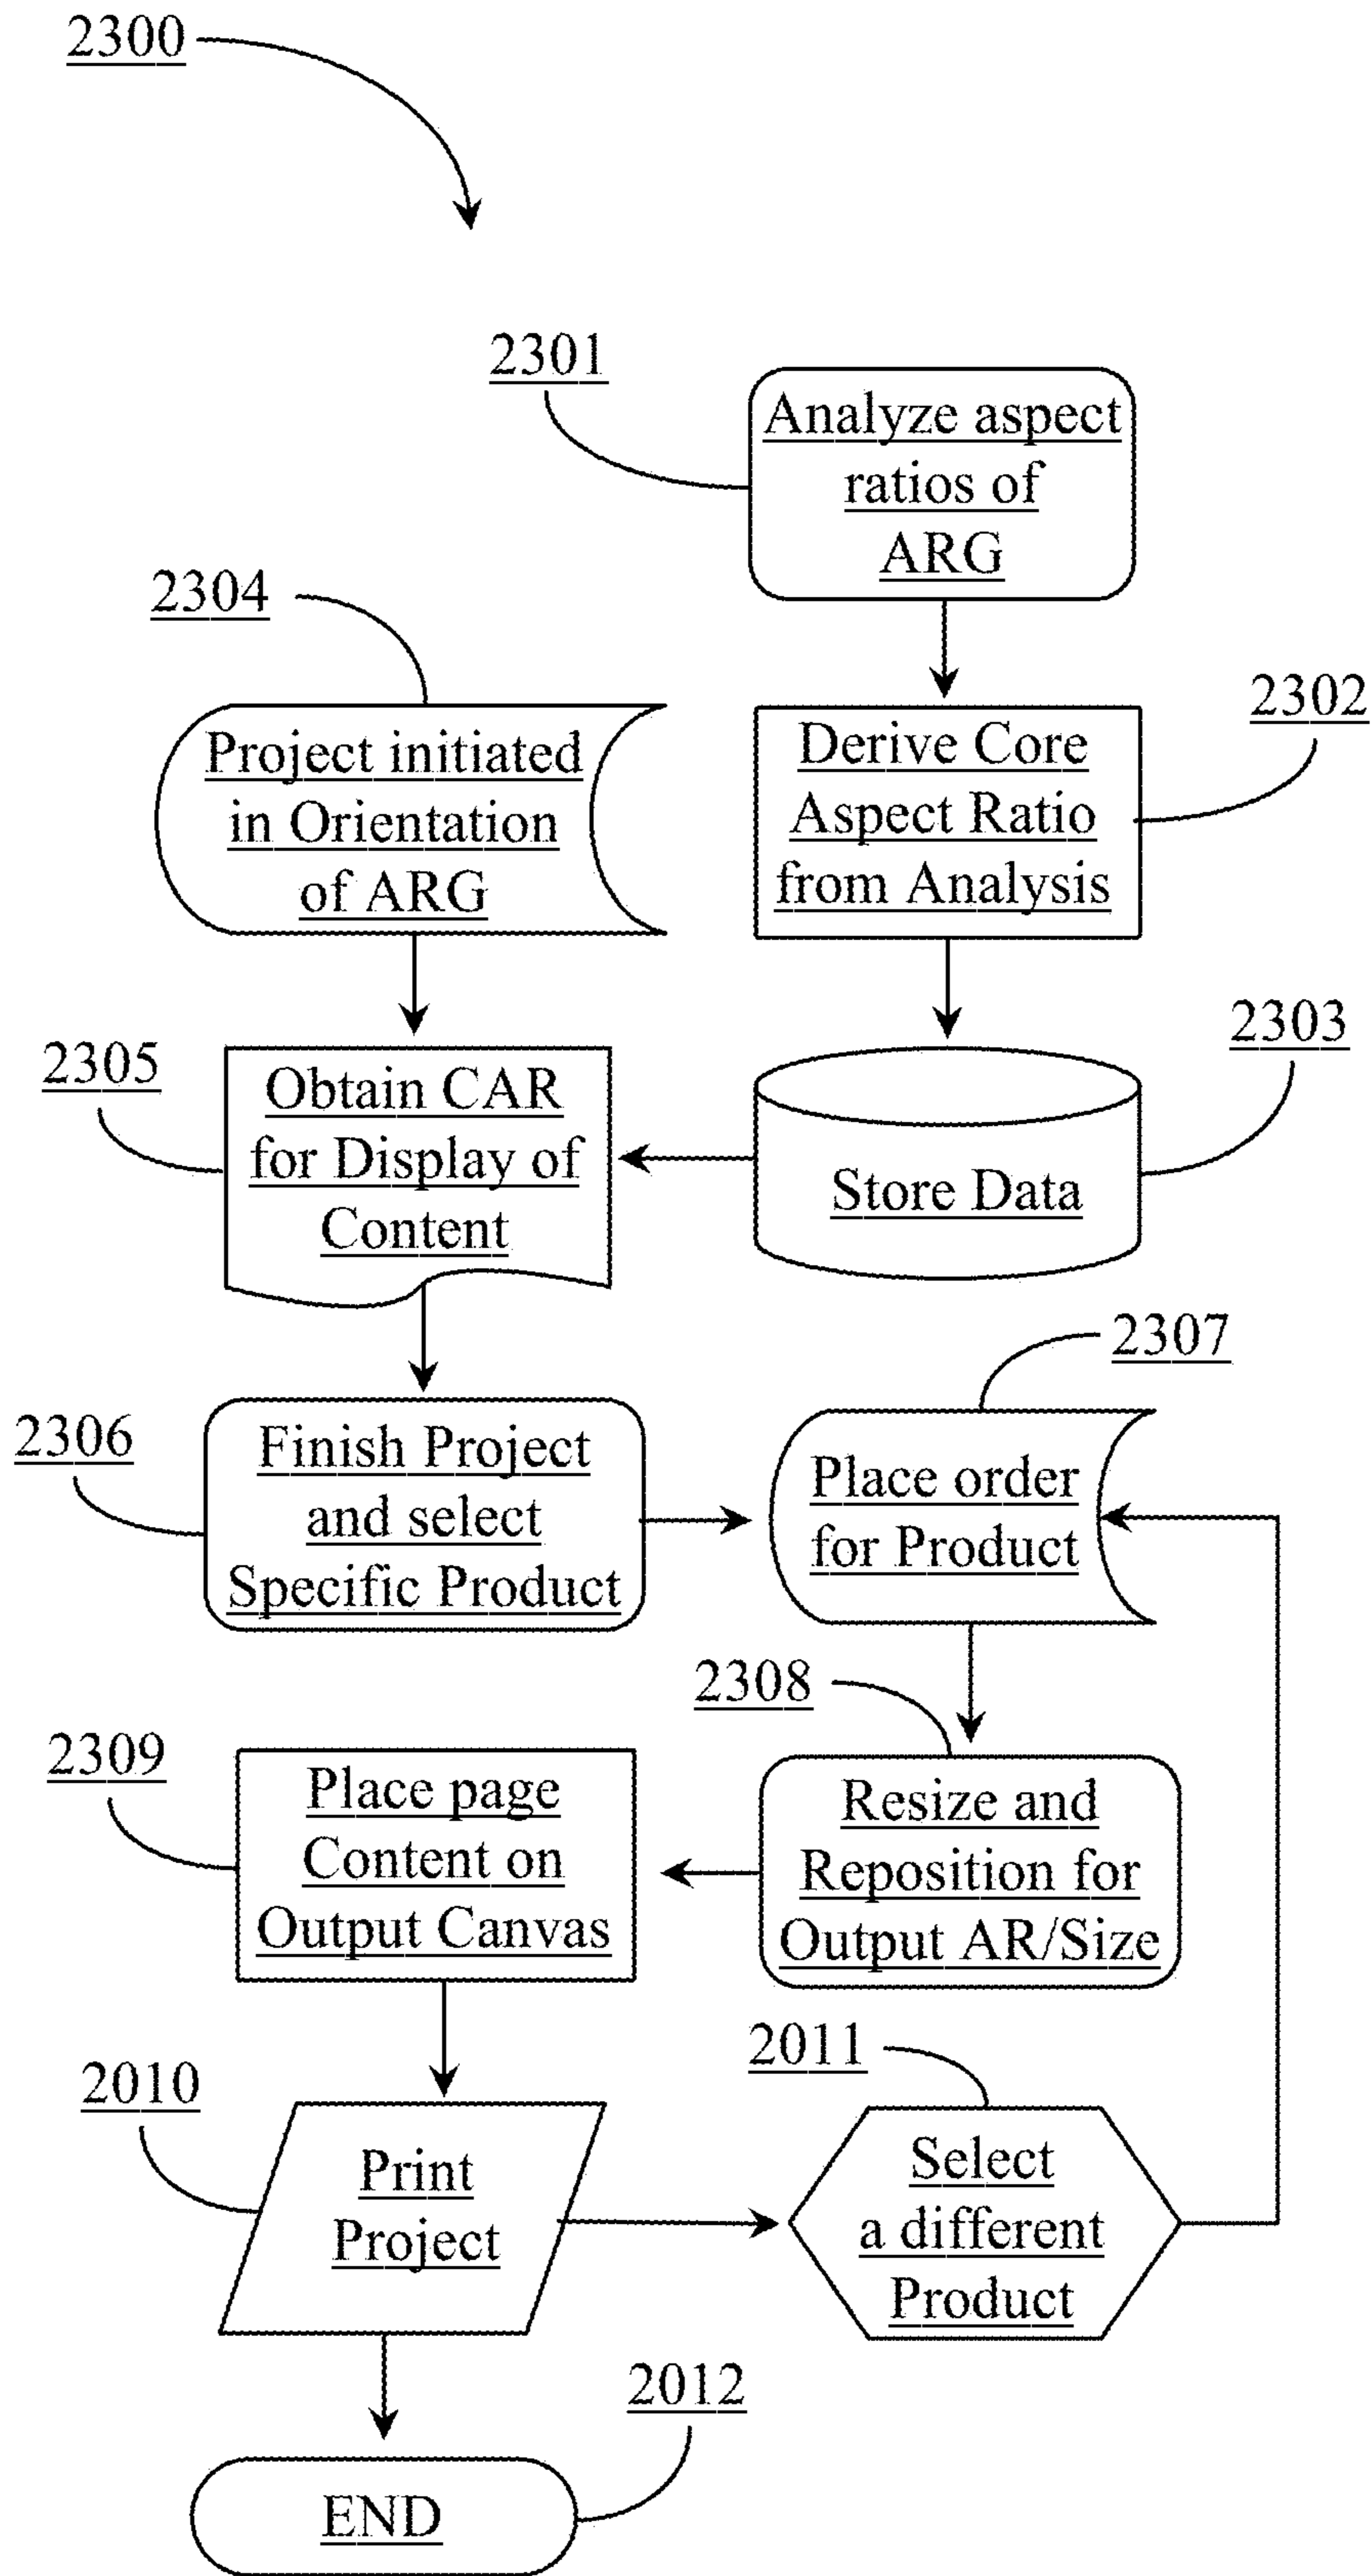 2300
2301
Analyze aspect
ratios of
ARG
2304
Project initiated
in Orientation
of ARG
2302
Derive Core
Aspect Ratio
from Analysis
2305
Obtain CAR
for Display of
Content
2303
Store Data
2306
Finish Project
and select
Specific Product
2307
Place order
for Product
2308
Resize and
Reposition for
Output AR/Size
2309
Place page
Content on
Output Canvas
2010
Print
Project
2011
Select
a different
Product
2012
END